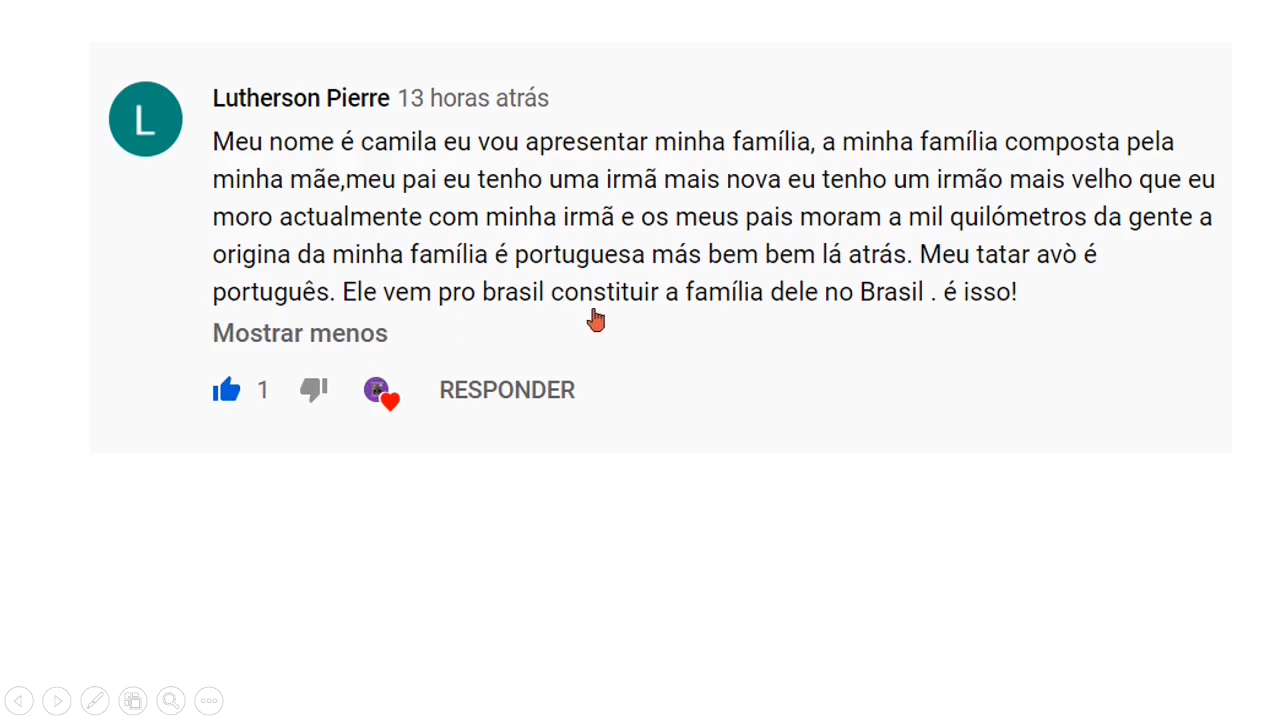 L
Lutherson Pierre 13 horas atrás
Meu nome é camila eu vou apresentar minha família, a minha família composta pela
minha mãe,meu pai eu tenho uma irmã mais nova eu tenho um irmão mais velho que eu
moro actualmente com minha irmã e os meus pais moram a mil quilómetros da gente a
origina da minha família é portuguesa más bem bem lá atrás. Meu tatar avò é
português. Ele vem pro brasil constituir a família dele no Brasil . é isso!
Mostrar menos
1 RESPONDER